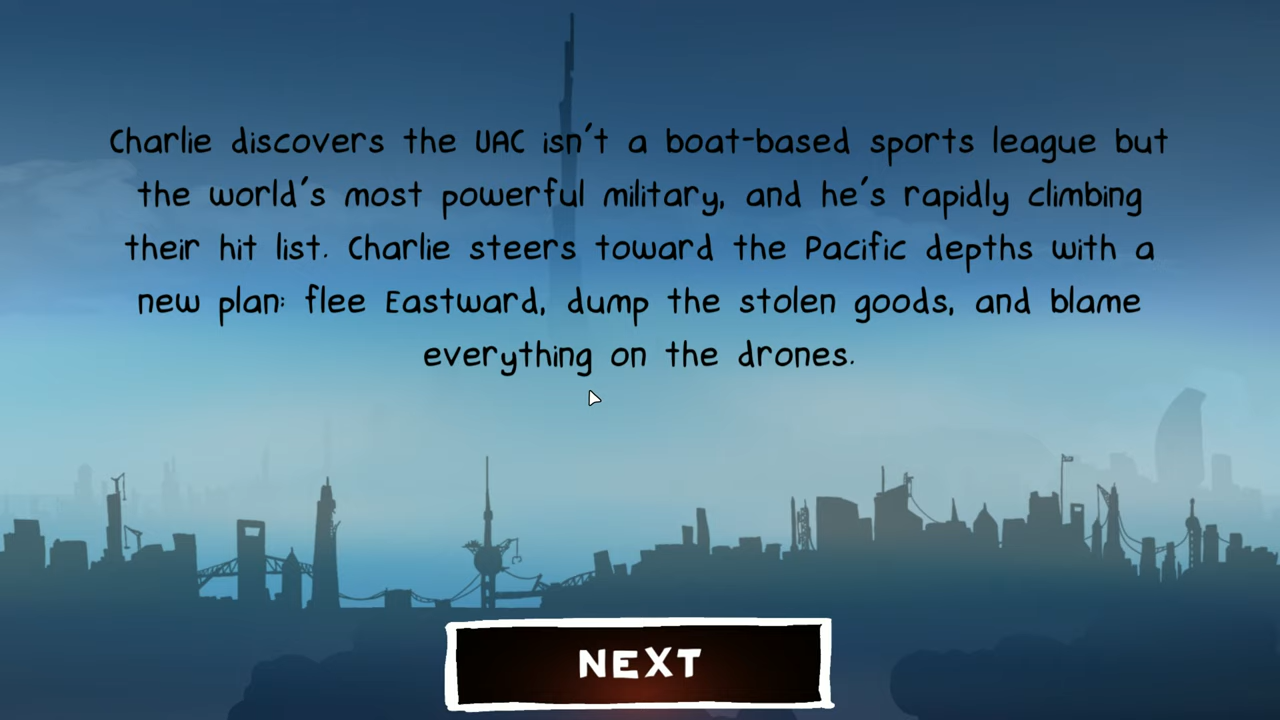 Charlie discovers the UAC isn't a boat-based sports league but
the world's most powerful military, and he's rapidly climbing
their hit list. Charlie steers toward the Pacific depths with a
new plan: flee Eastward, dump the stolen goods, and blame
everything on the drones.
NEXT